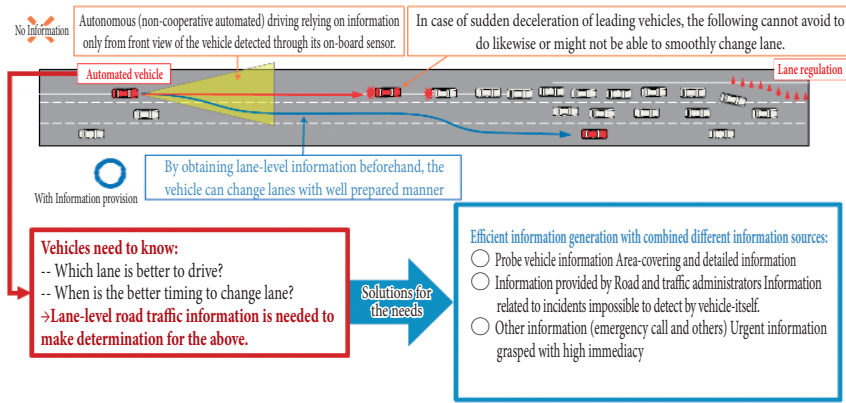 No Information
Autonomous (non-cooperative automated) driving relying on information
only from front view of the vehicle detected through its on-board sensor.
In case of sudden deceleration of leading vehicles, the following cannot avoid to
do likewise or might not be able to smoothly change lane.
Automated vehicle
Lane regulation
By obtaining lane-level information beforehand, the
vehicle can change lanes with well prepared manner
With Information provision
Vehicles need to know:
-- Which lane is better to drive?
-- When is the better timing to change lane?
→Lane-level road traffic information is needed to
make determination for the above.
Solutions for
the needs
Efficient information generation with combined different information sources:
○ Probe vehicle information Area-covering and detailed information
○ Information provided by Road and traffic administrators Information
related to incidents impossible to detect by vehicle-itself.
○ Other information (emergency call and others) Urgent information
grasped with high immediacy